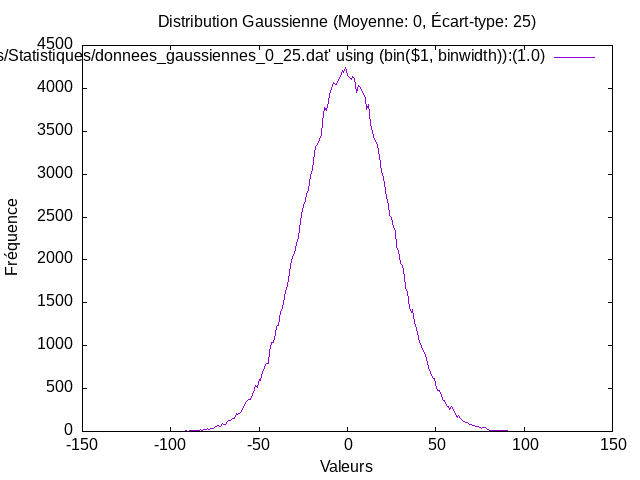 Distribution Gaussienne (Moyenne: 0, Écart-type: 25)
s/Statistiques/donnees_gaussiennes_0_25.dat' using (bin($1, binwidth)):(1.0)
4500
4000
3500
3000
2500
2000
1500
1000
500
0
Fréquence
-150 -100 -50 0 50 100 150
Valeurs